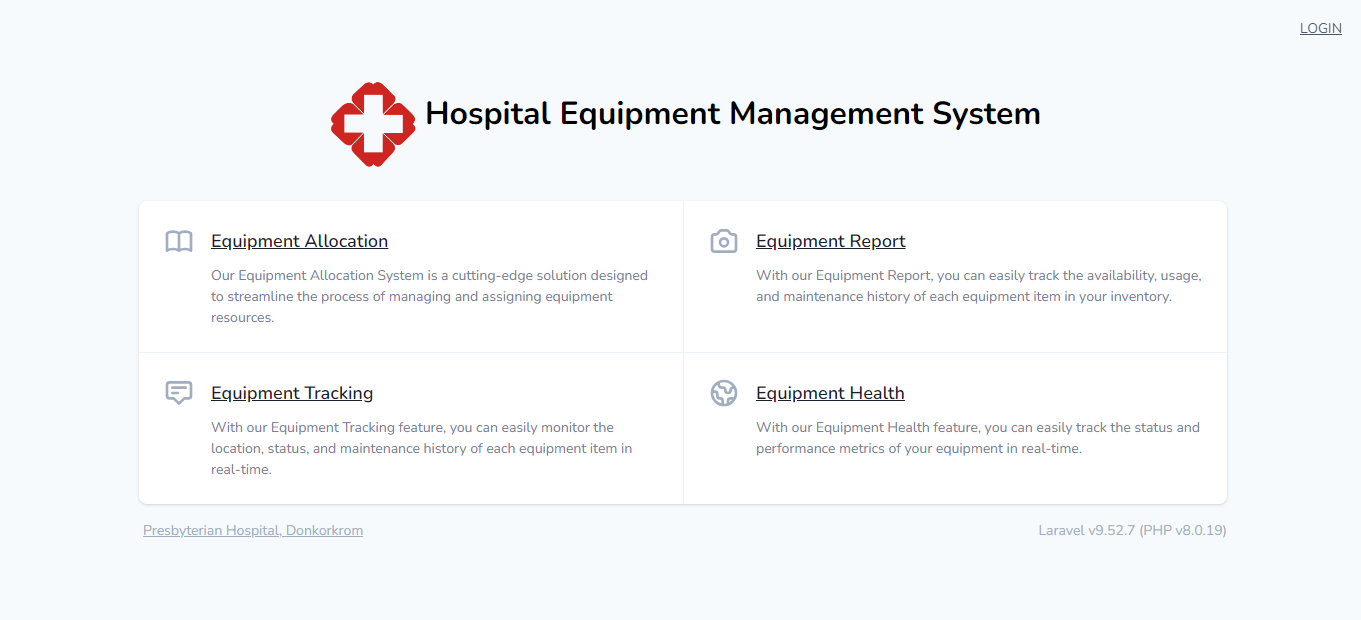 LOGIN
Hospital Equipment Management System
Equipment Allocation
Our Equipment Allocation System is a cutting-edge solution designed
to streamline the process of managing and assigning equipment
resources.
Equipment Report
With our Equipment Report, you can easily track the availability, usage,
and maintenance history of each equipment item in your inventory.
Equipment Tracking
With our Equipment Tracking feature, you can easily monitor the
location, status, and maintenance history of each equipment item in
real-time.
Equipment Health
With our Equipment Health feature, you can easily track the status and
performance metrics of your equipment in real-time.
Presbyterian Hospital, Donkorkrom
Laravel v9.52.7 (PHP v8.0.19)